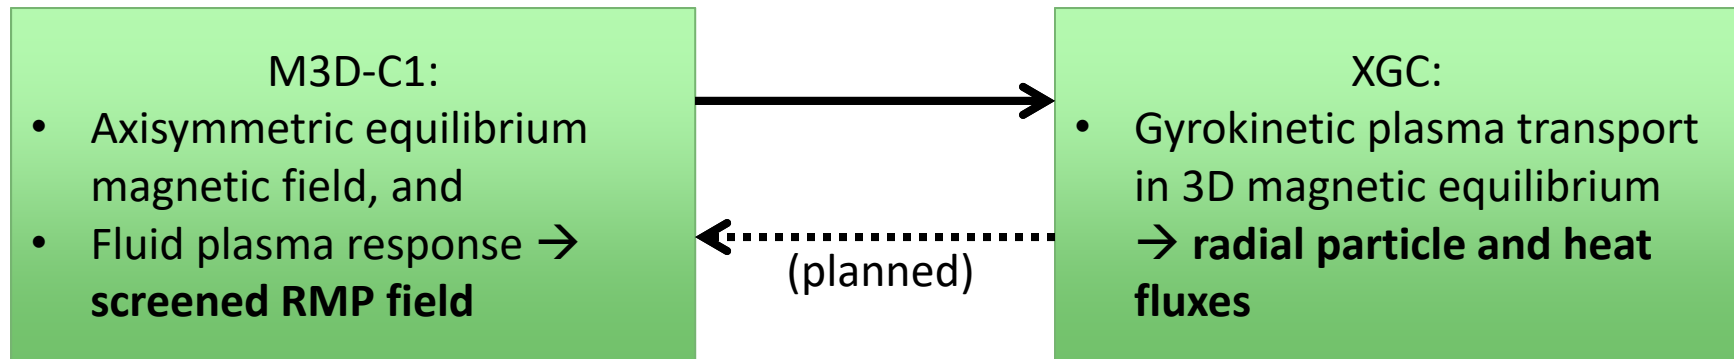 M3D-C1:
• Axisymmetric equilibrium
magnetic field, and
• Fluid plasma response →
screened RMP field
(planned)
XGC:
• Gyrokinetic plasma transport
in 3D magnetic equilibrium
→ radial particle and heat
fluxes